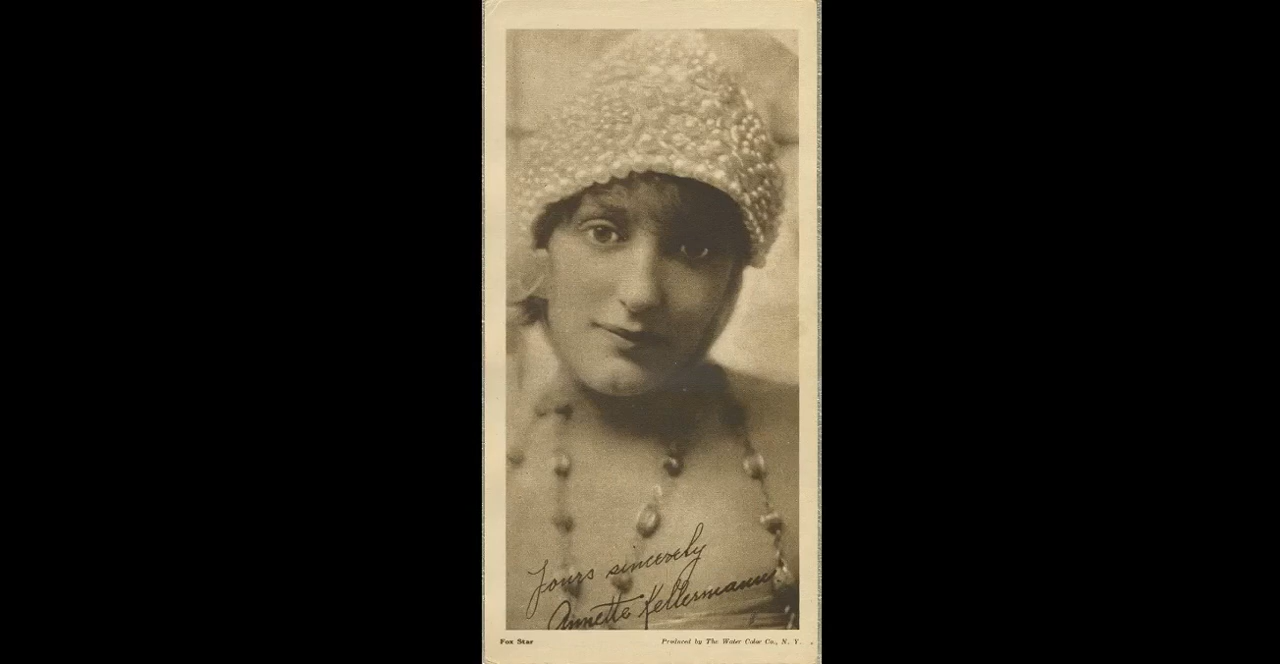 Yours sincerely
Annette Kellermann
Fox Star
Produced by The Water Color Co., N. Y.